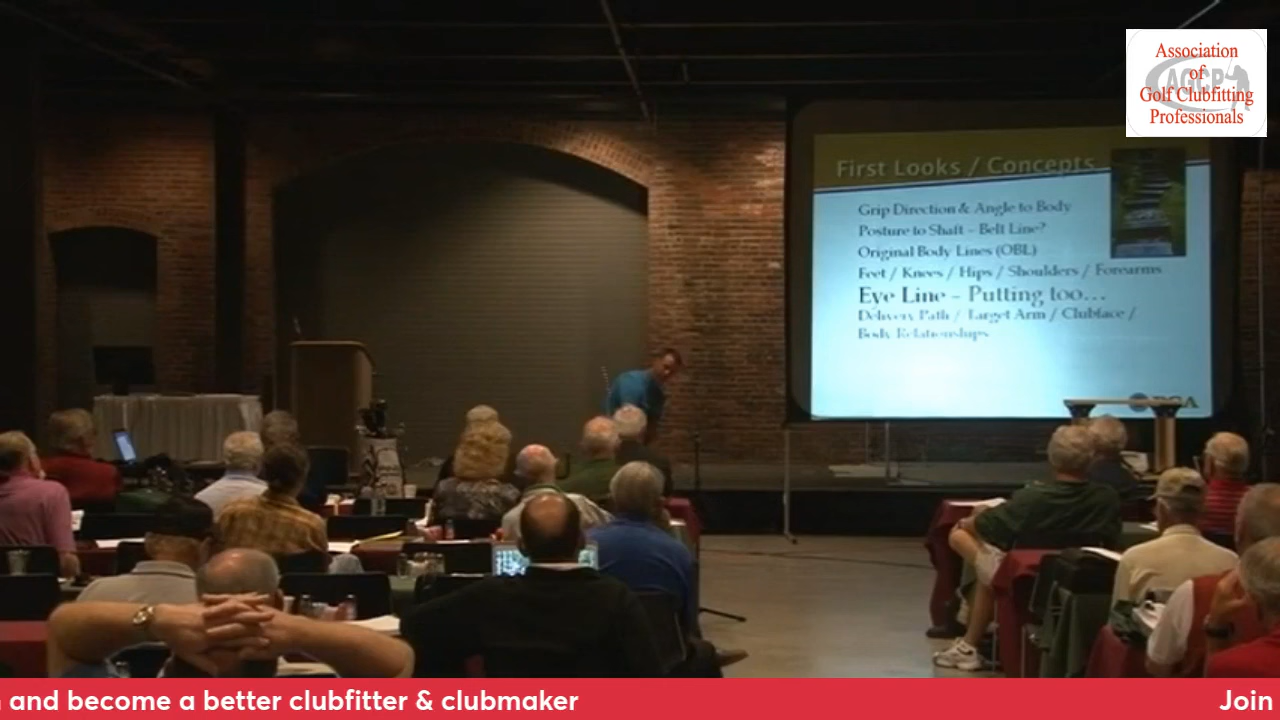 Association
of
AGCP
Golf Clubfitting
Professionals
First Looks / Concepts
Grip Direction & Angle to Body
Posture to Shaft - Belt Line?
Original Body Lines (OBL)
Feet / Knees / Hips / Shoulders / Forearms
Eye Line - Putting too...
Delivery Path / Target Arm / Clubface /
Body Relationships
PGA
and become a better clubfitter & clubmaker
Join